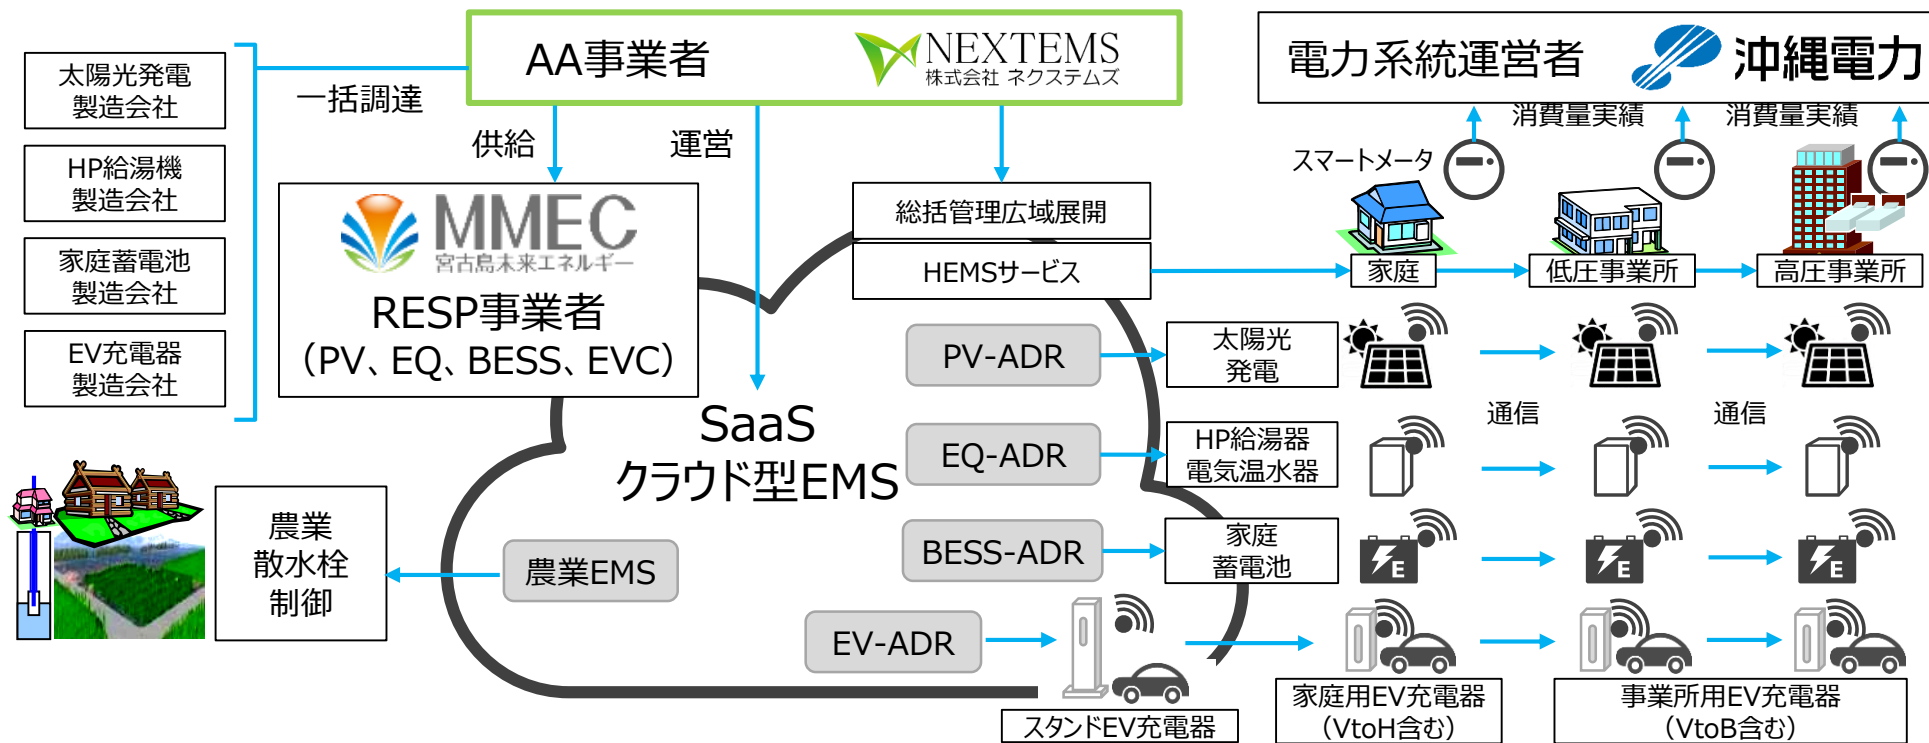 AA事業者
NEXTEMS
株式会社 ネクステムズ
電力系統運営者
沖縄電力
太陽光発電
製造会社
HP給湯機
製造会社
家庭蓄電池
製造会社
EV充電器
製造会社
一括調達
供給
運営
消費量実績
消費量実績
スマートメータ
MMEC
宮古島未来エネルギー
RESP事業者
（PV、EQ、BESS、EVC）
総括管理広域展開
HEMSサービス
家庭
低圧事業所
高圧事業所
SaaS
クラウド型EMS
PV-ADR
太陽光
発電
EQ-ADR
HP給湯器
電気温水器
通信
通信
BESS-ADR
家庭
蓄電池
E
E
E
農業
散水栓
制御
農業EMS
EV-ADR
スタンドEV充電器
家庭用EV充電器
（VtoH含む）
事業所用EV充電器
（VtoB含む）